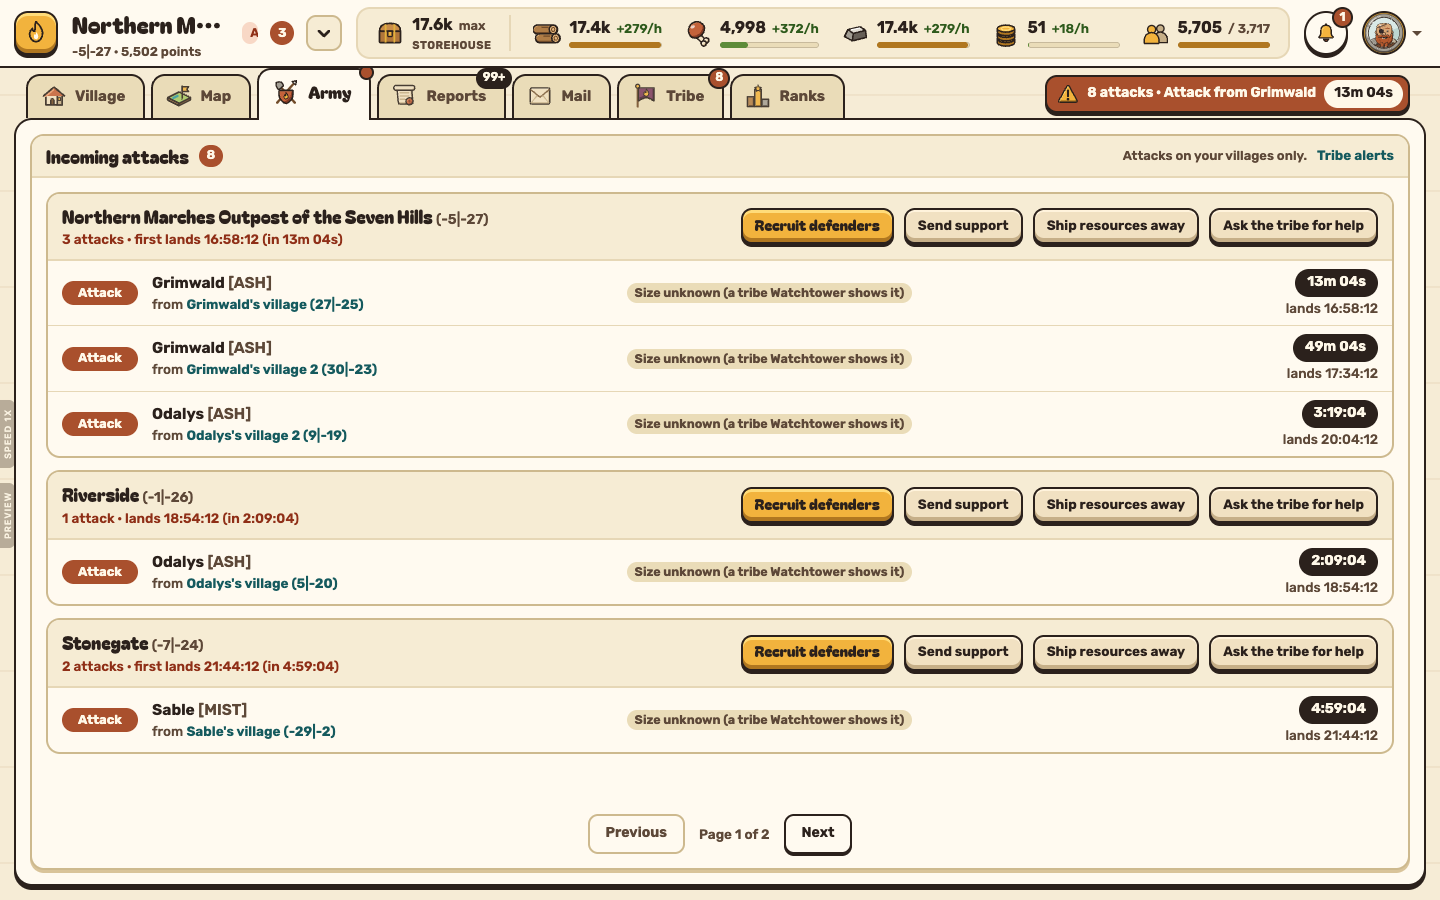 Northern M•••
-5|-27 • 5,502 points
A
3
17.6k max
STOREHOUSE
17.4k +279/h
4,998 +372/h
17.4k +279/h
51 +18/h
5,705 / 3,717
1
Village
Map
Army
Reports
99+
Mail
Tribe
8
Ranks
8 attacks • Attack from Grimwald 13m 04s
Incoming attacks 8
Attacks on your villages only. Tribe alerts
Northern Marches Outpost of the Seven Hills (-5|-27)
3 attacks • first lands 16:58:12 (in 13m 04s)
Recruit defenders
Send support
Ship resources away
Ask the tribe for help
Attack
Grimwald [ASH]
from Grimwald's village (27|-25)
Size unknown (a tribe Watchtower shows it)
13m 04s
lands 16:58:12
Attack
Grimwald [ASH]
from Grimwald's village 2 (30|-23)
Size unknown (a tribe Watchtower shows it)
49m 04s
lands 17:34:12
Attack
Odalys [ASH]
from Odalys's village 2 (9|-19)
Size unknown (a tribe Watchtower shows it)
3:19:04
lands 20:04:12
Riverside (-1|-26)
1 attack • lands 18:54:12 (in 2:09:04)
Recruit defenders
Send support
Ship resources away
Ask the tribe for help
Attack
Odalys [ASH]
from Odalys's village (5|-20)
Size unknown (a tribe Watchtower shows it)
2:09:04
lands 18:54:12
Stonegate (-7|-24)
2 attacks • first lands 21:44:12 (in 4:59:04)
Recruit defenders
Send support
Ship resources away
Ask the tribe for help
Attack
Sable [MIST]
from Sable's village (-29|-2)
Size unknown (a tribe Watchtower shows it)
4:59:04
lands 21:44:12
Previous
Page 1 of 2
Next
SPEED 1X
PREVIEW